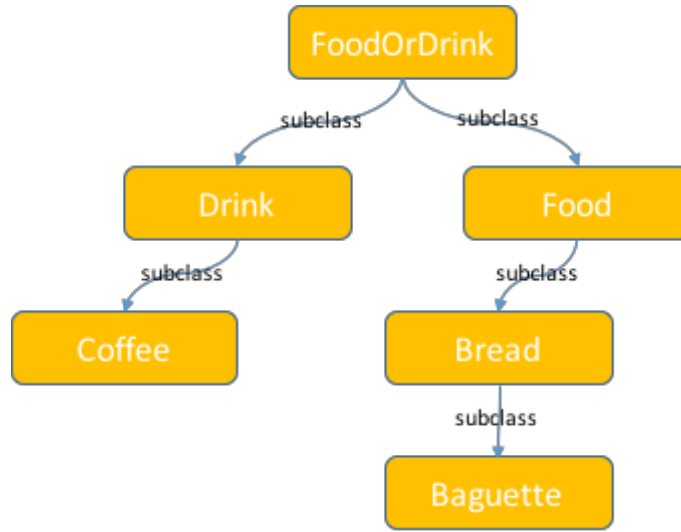 FoodOrDrink
subclass
subclass
Drink
Food
subclass
subclass
Coffee
Bread
subclass
Baguette